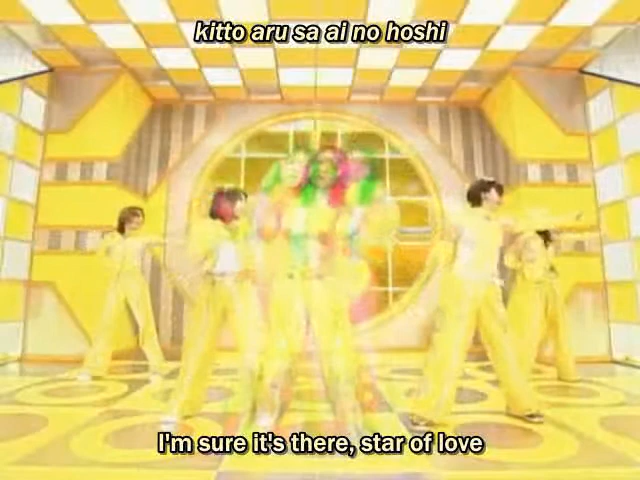 kitto aru sa ai no hoshi
I'm sure it's there, star of love